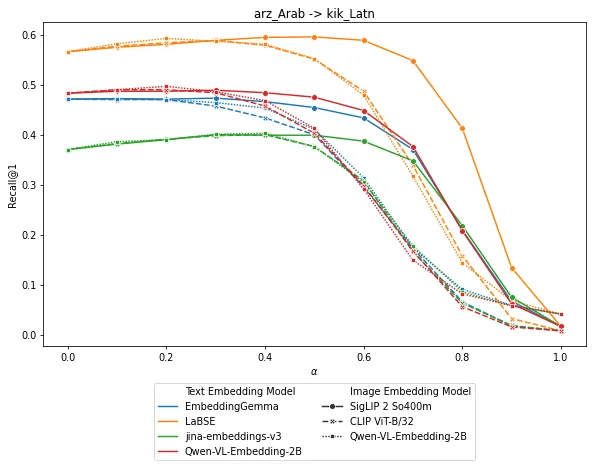 arz_Arab -> kik_Latn
Recall@1
0.6
0.5
0.4
0.3
0.2
0.1
0.0
0.0 0.2 0.4 0.6 0.8 1.0
α
Text Embedding Model
EmbeddingGemma
LaBSE
jina-embeddings-v3
Qwen-VL-Embedding-2B
Image Embedding Model
SigLIP 2 So400m
CLIP ViT-B/32
Qwen-VL-Embedding-2B